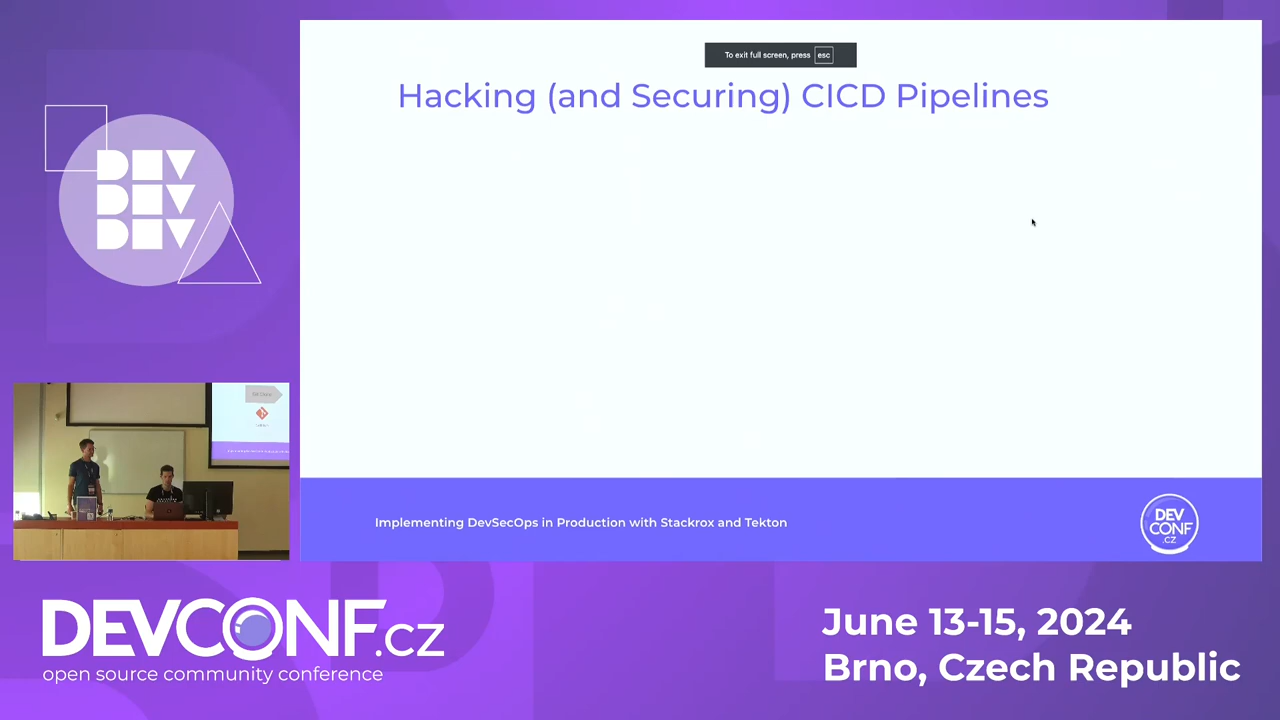 To exit full screen, press esc
Hacking (and Securing) CICD Pipelines
DEV
DEV
DEV
Implementing DevSecOps in Production with Stackrox and Tekton
DEV
CONF
.CZ
DEVCONF.cz
open source community conference
June 13-15, 2024
Brno, Czech Republic